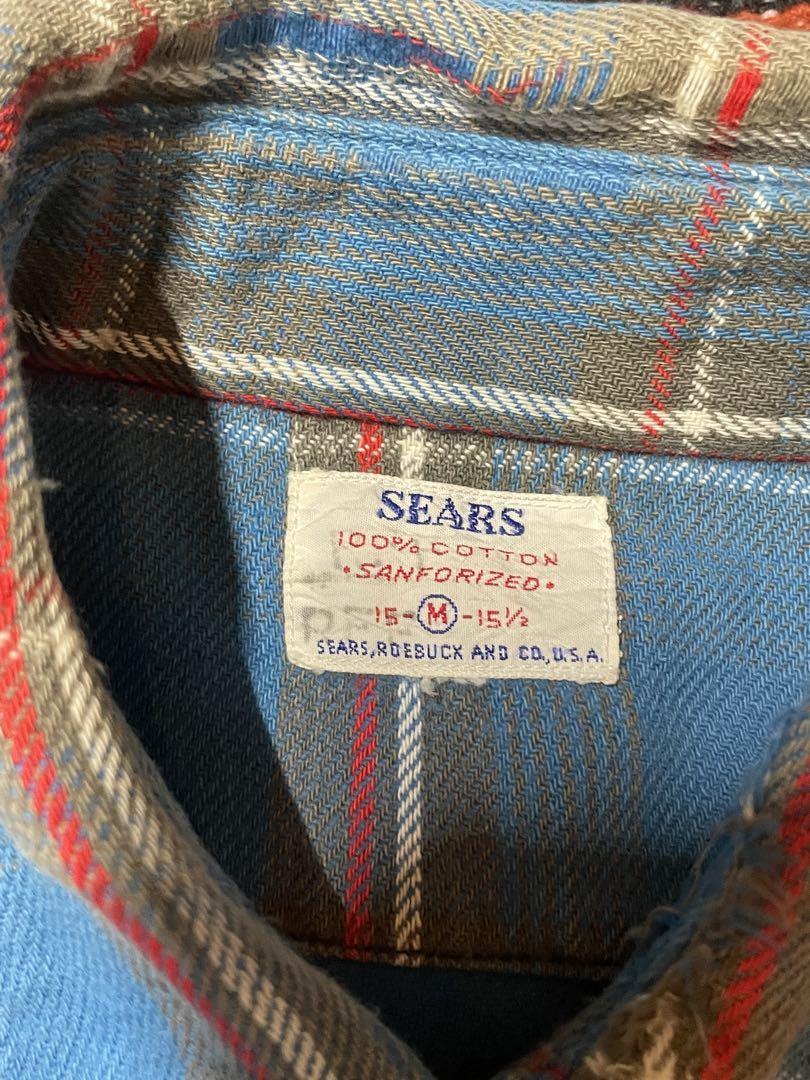 SEARS
100% COTTON
•SANFORIZED•
15-M-15½
SEARS, ROEBUCK AND CO., U.S.A.